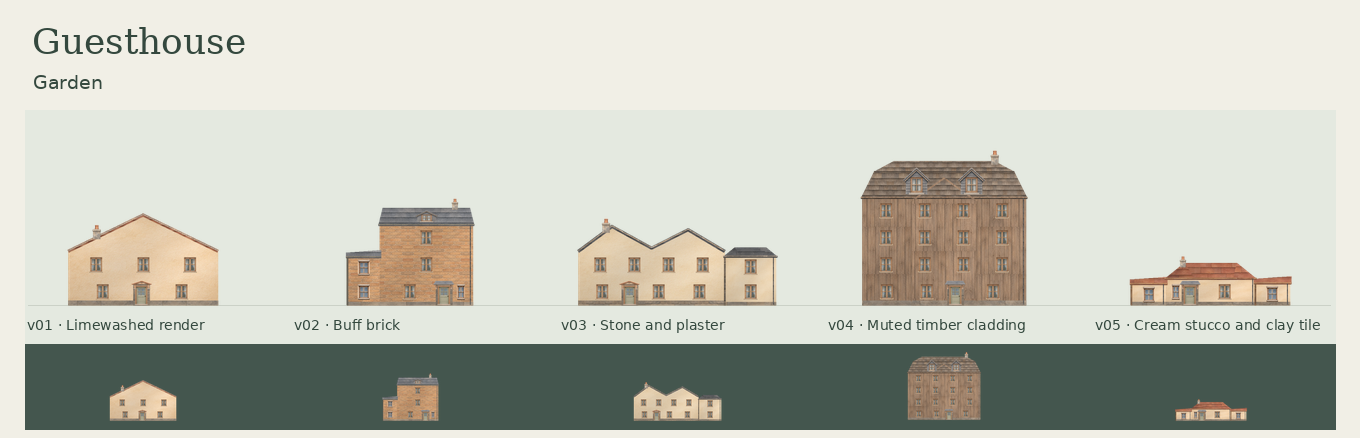 Guesthouse
Garden
v01 · Limewashed render
v02 · Buff brick
v03 · Stone and plaster
v04 · Muted timber cladding
v05 · Cream stucco and clay tile